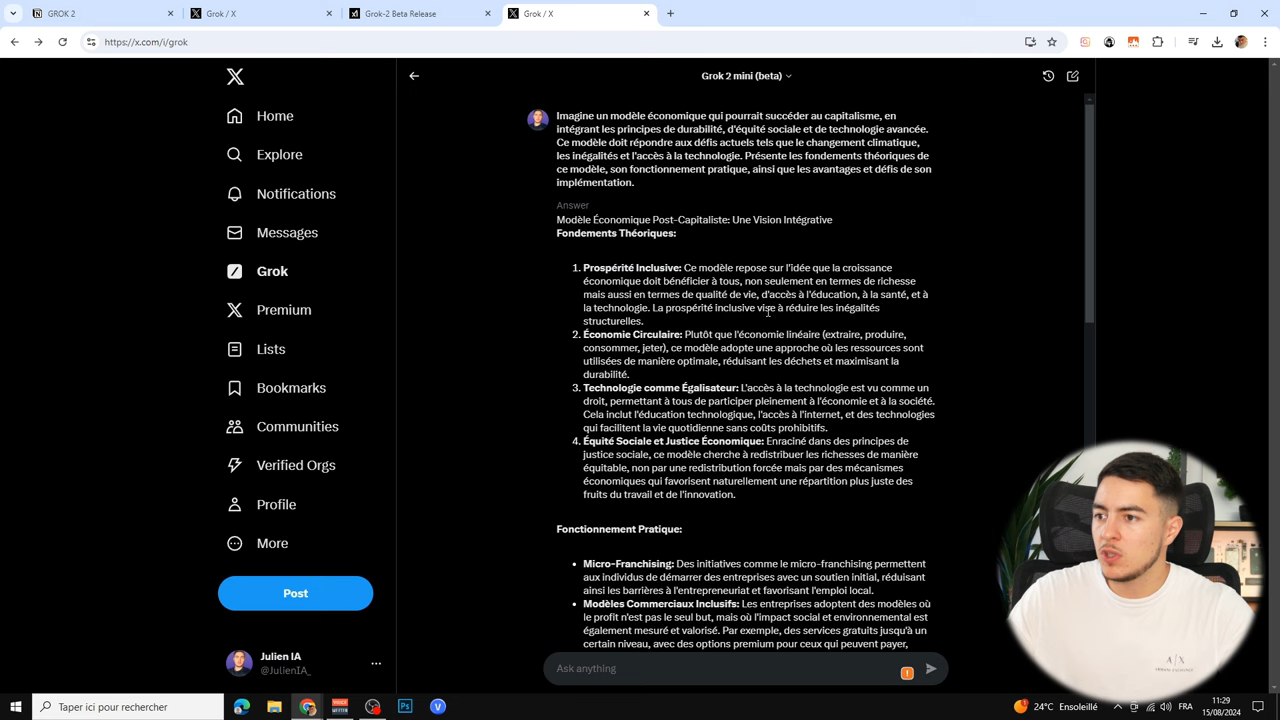 GROK 2
Grok / X
Grok-2 Beta Release
Grok / X
https://x.com/i/grok
Home
Explore
Notifications
Messages
Grok
Premium
Lists
Bookmarks
Communities
Verified Orgs
Profile
More
Post
Julien IA
@JulienIA_
Grok 2 mini (beta)
Imagine un modèle économique qui pourrait succéder au capitalisme, en
intégrant les principes de durabilité, d'équité sociale et de technologie avancée.
Ce modèle doit répondre aux défis actuels tels que le changement climatique,
les inégalités et l'accès à la technologie. Présente les fondements théoriques de
ce modèle, son fonctionnement pratique, ainsi que les avantages et défis de son
implémentation.
Answer
Modèle Économique Post-Capitaliste: Une Vision Intégrative
Fondements Théoriques:
1. Prospérité Inclusive: Ce modèle repose sur l'idée que la croissance
économique doit bénéficier à tous, non seulement en termes de richesse
mais aussi en termes de qualité de vie, d'accès à l'éducation, à la santé, et à
la technologie. La prospérité inclusive vise à réduire les inégalités
structurelles.
2. Économie Circulaire: Plutôt que l'économie linéaire (extraire, produire,
consommer, jeter), ce modèle adopte une approche où les ressources sont
utilisées de manière optimale, réduisant les déchets et maximisant la
durabilité.
3. Technologie comme Égalisateur: L'accès à la technologie est vu comme un
droit, permettant à tous de participer pleinement à l'économie et à la société.
Cela inclut l'éducation technologique, l'accès à l'internet, et des technologies
qui facilitent la vie quotidienne sans coûts prohibitifs.
4. Équité Sociale et Justice Économique: Enraciné dans des principes de
justice sociale, ce modèle cherche à redistribuer les richesses de manière
équitable, non par une redistribution forcée mais par des mécanismes
économiques qui favorisent naturellement une répartition plus juste des
fruits du travail et de l'innovation.
Fonctionnement Pratique:
• Micro-Franchising: Des initiatives comme le micro-franchising permettent
aux individus de démarrer des entreprises avec un soutien initial, réduisant
ainsi les barrières à l'entrepreneuriat et favorisant l'emploi local.
• Modèles Commerciaux Inclusifs: Les entreprises adoptent des modèles où
le profit n'est pas le seul but, mais où l'impact social et environnemental est
également mesuré et valorisé. Par exemple, des services gratuits jusqu'à un
certain niveau, avec des options premium pour ceux qui peuvent payer,
Ask anything
A|X
Taper ici pour rechercher
Ps
24°C Ensoleillé
FRA
11:29
15/08/2024